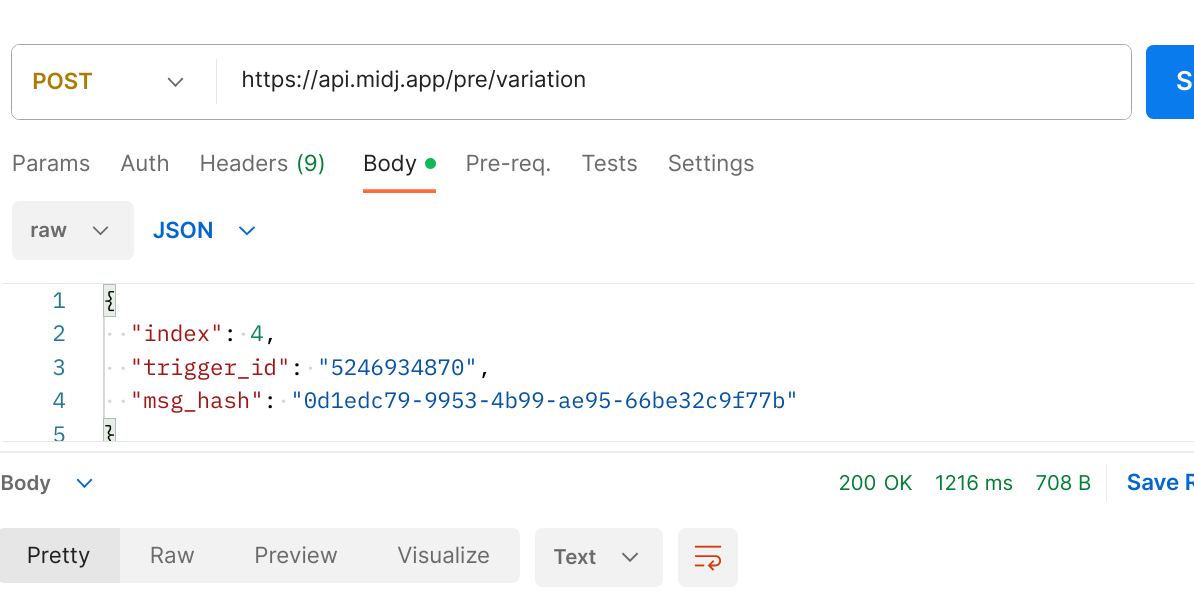 POST https://api.midj.app/pre/variation S
Params Auth Headers (9) Body Pre-req. Tests Settings
raw JSON
1 {
2 "index": 4,
3 "trigger_id": "5246934870",
4 "msg_hash": "0d1edc79-9953-4b99-ae95-66be32c9f77b"
5 }
Body 200 OK 1216 ms 708 B Save R
Pretty Raw Preview Visualize Text